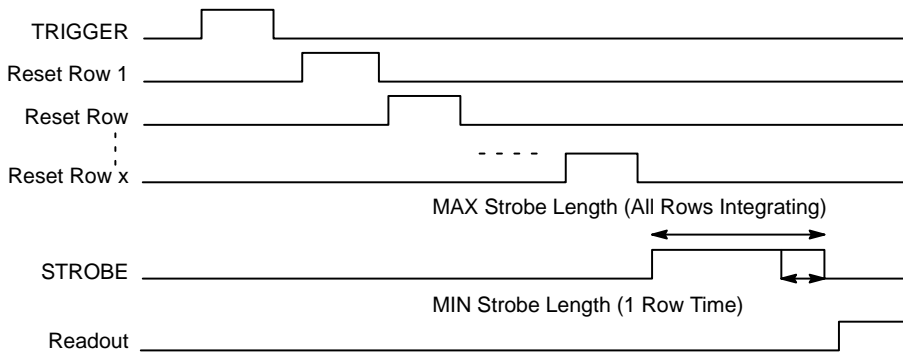 TRIGGER
Reset Row 1
Reset Row
Reset Row x
MAX Strobe Length (All Rows Integrating)
STROBE
MIN Strobe Length (1 Row Time)
Readout